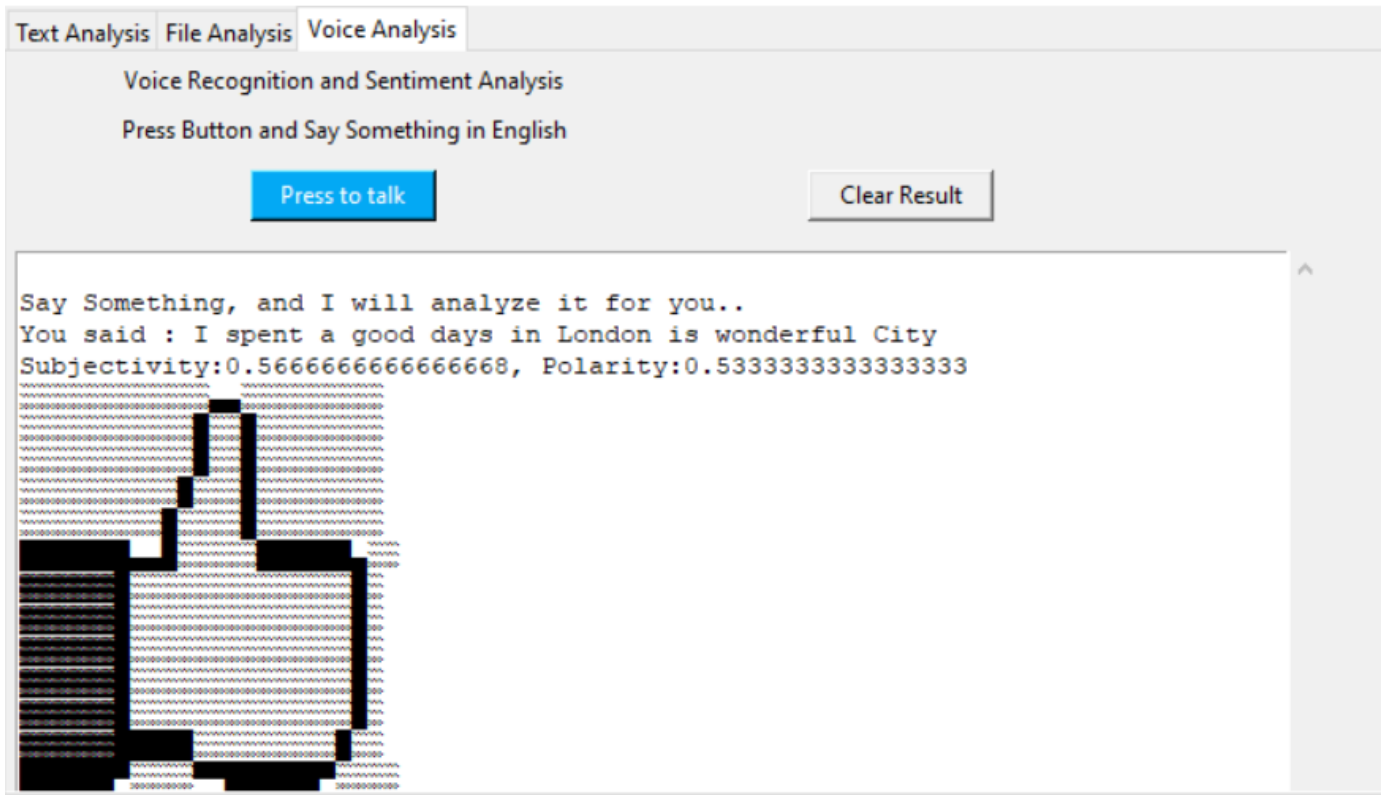 Text Analysis File Analysis Voice Analysis
Voice Recognition and Sentiment Analysis
Press Button and Say Something in English
Press to talk Clear Result
Say Something, and I will analyze it for you..
You said : I spent a good days in London is wonderful City
Subjectivity:0.5666666666666668, Polarity:0.5333333333333333